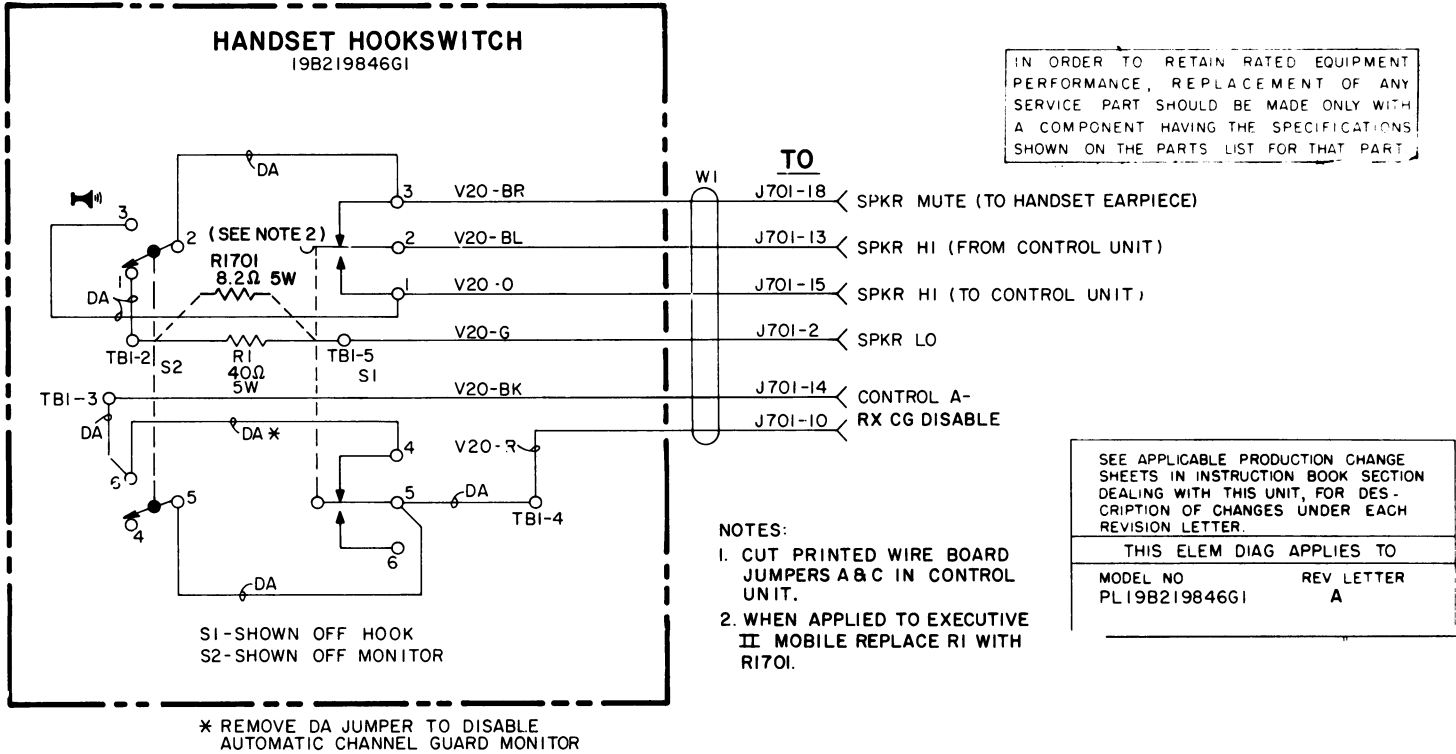 HANDSET HOOKSWITCH
19B219846G1
IN ORDER TO RETAIN RATED EQUIPMENT
PERFORMANCE, REPLACEMENT OF ANY
SERVICE PART SHOULD BE MADE ONLY WITH
A COMPONENT HAVING THE SPECIFICATIONS
SHOWN ON THE PARTS LIST FOR THAT PART
DA
TO
W1
3
V20-BR
J701-18
SPKR MUTE (TO HANDSET EARPIECE)
3
2
(SEE NOTE 2)
2
V20-BL
J701-13
SPKR HI (FROM CONTROL UNIT)
R1701
8.2Ω 5W
1
DA
1
V20-O
J701-15
SPKR HI (TO CONTROL UNIT)
V20-G
J701-2
SPKR LO
TB1-2
S2
R1
40Ω
5W
TB1-5
S1
TB1-3
V20-BK
J701-14
CONTROL A-
DA
DA*
4
V20-R
J701-10
RX CG DISABLE
6
5
4
5
DA
TB1-4
6
DA
S1-SHOWN OFF HOOK
S2-SHOWN OFF MONITOR
* REMOVE DA JUMPER TO DISABLE
AUTOMATIC CHANNEL GUARD MONITOR
NOTES:
1. CUT PRINTED WIRE BOARD
JUMPERS A & C IN CONTROL
UNIT.
2. WHEN APPLIED TO EXECUTIVE
II MOBILE REPLACE R1 WITH
R1701.
SEE APPLICABLE PRODUCTION CHANGE
SHEETS IN INSTRUCTION BOOK SECTION
DEALING WITH THIS UNIT, FOR DES-
CRIPTION OF CHANGES UNDER EACH
REVISION LETTER.
THIS ELEM DIAG APPLIES TO
MODEL NO REV LETTER
PL19B219846G1 A